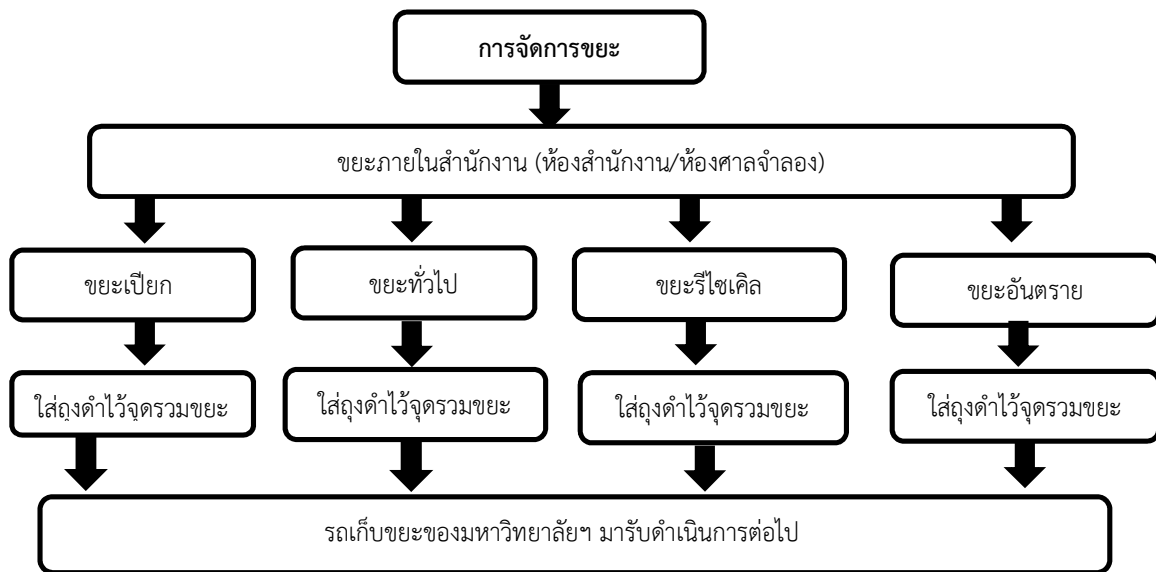 การจัดการขยะ
ขยะภายในสำนักงาน (ห้องสำนักงาน/ห้องศาลจำลอง)
ขยะเปียก
ขยะทั่วไป
ขยะรีไซเคิล
ขยะอันตราย
ใส่ถุงดำไว้จุดรวมขยะ
ใส่ถุงดำไว้จุดรวมขยะ
ใส่ถุงดำไว้จุดรวมขยะ
ใส่ถุงดำไว้จุดรวมขยะ
รถเก็บขยะของมหาวิทยาลัยฯ มารับดำเนินการต่อไป